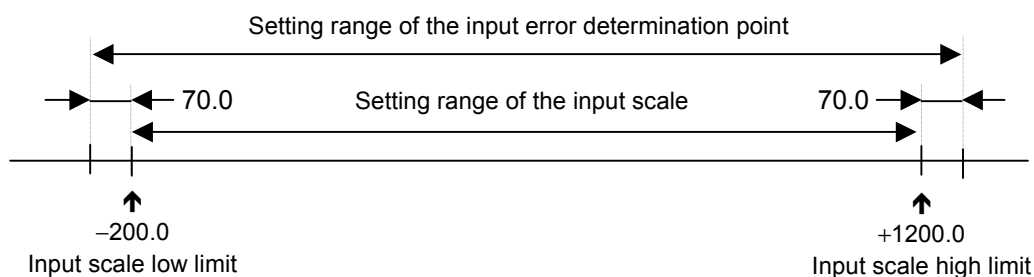 Setting range of the input error determination point
70.0
Setting range of the input scale
70.0
−200.0
Input scale low limit
+1200.0
Input scale high limit